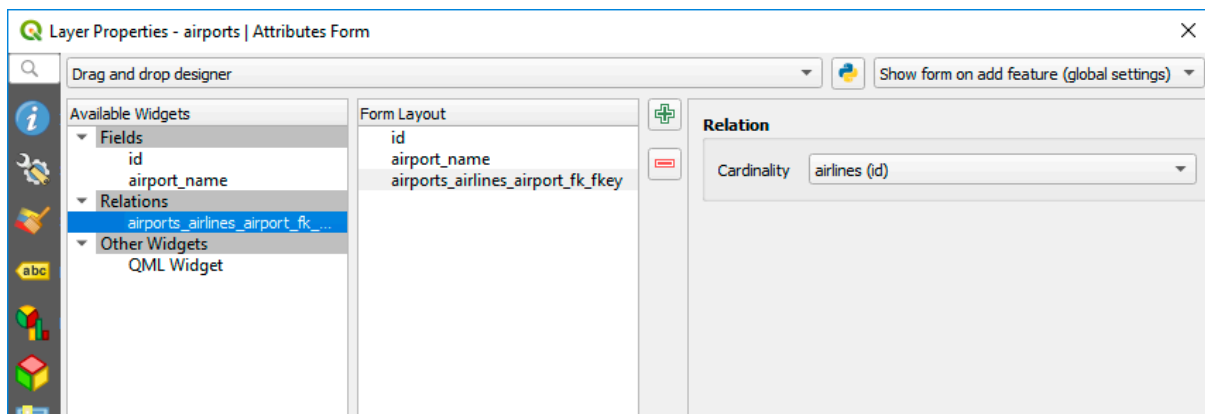 Layer Properties - airports | Attributes Form
Drag and drop designer
Show form on add feature (global settings)
Available Widgets
Fields
id
airport_name
Relations
airports_airlines_airport_fk_...
Other Widgets
QML Widget
Form Layout
id
airport_name
airports_airlines_airport_fk_fkey
Relation
Cardinality airlines (id)
abc